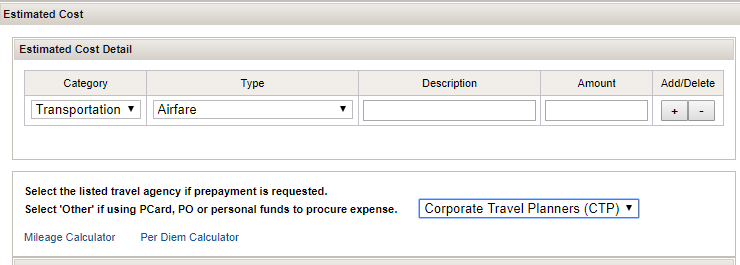 Estimated Cost
Estimated Cost Detail
Category Type Description Amount Add/Delete
Transportation Airfare + -
Select the listed travel agency if prepayment is requested.
Select 'Other' if using PCard, PO or personal funds to procure expense. Corporate Travel Planners (CTP)
Mileage Calculator Per Diem Calculator